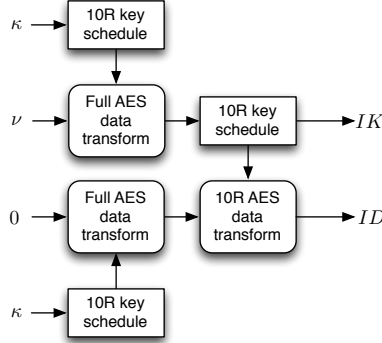 κ
10R key
schedule
ν
Full AES
data
transform
10R key
schedule
IK
0
Full AES
data
transform
10R AES
data
transform
ID
κ
10R key
schedule